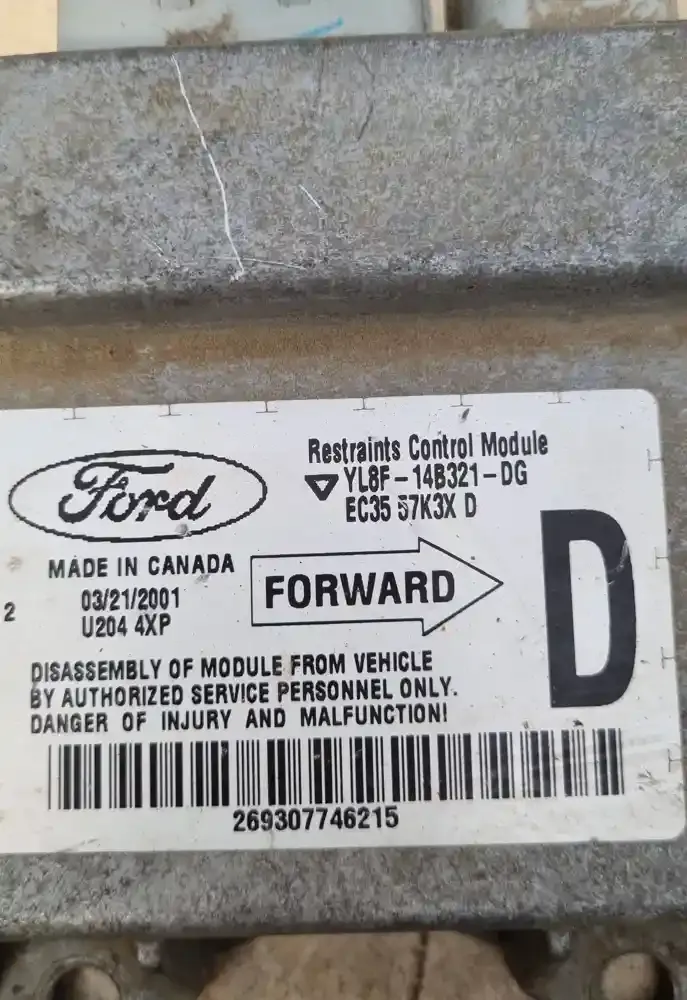 Ford
Restraints Control Module
YL8F-14B321-DG
EC35 57K3X D
MADE IN CANADA
03/21/2001
2
U204 4XP
FORWARD
D
DISASSEMBLY OF MODULE FROM VEHICLE
BY AUTHORIZED SERVICE PERSONNEL ONLY.
DANGER OF INJURY AND MALFUNCTION!
269307746215